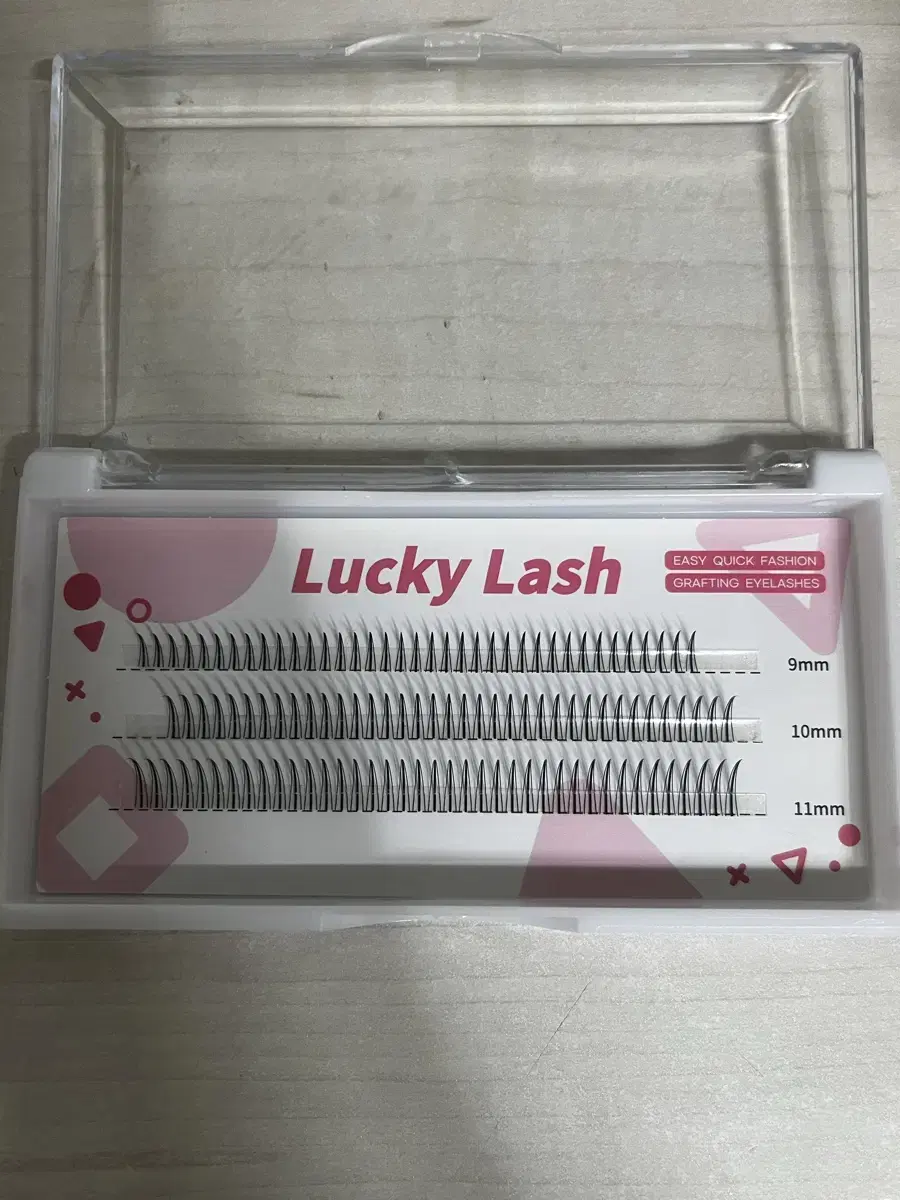 Lucky Lash
EASY QUICK FASHION
GRAFTING EYELASHES
9mm
10mm
11mm